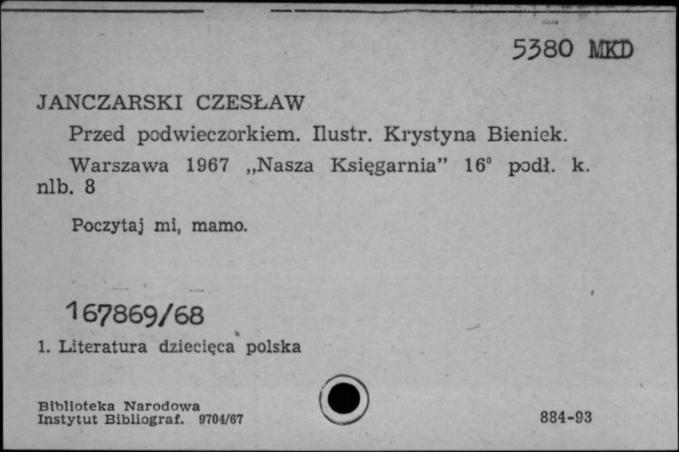 5380 MKD
JANCZARSKI CZESŁAW
Przed podwieczorkiem. Ilustr. Krystyna Bieniek.
Warszawa 1967 „Nasza Księgarnia” 16° podł. k.
nlb. 8
Poczytaj mi, mamo.
167869/68
1. Literatura dziecięca polska
Biblioteka Narodowa
Instytut Bibliograf. 9704/67
884-93